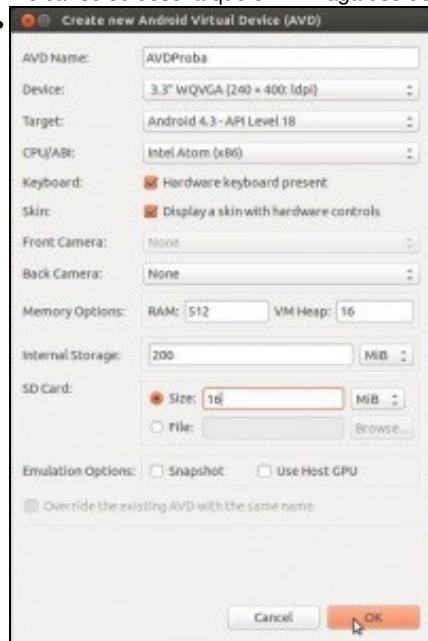 Create new Android Virtual Device (AVD)
AVD Name: AVDProba
Device: 3.3" WQVGA (240 × 400: ldpi)
Target: Android 4.3 - API Level 18
CPU/ABI: Intel Atom (x86)
Keyboard: Hardware keyboard present
Skin: Display a skin with hardware controls
Front Camera: None
Back Camera: None
Memory Options: RAM: 512 VM Heap: 16
Internal Storage: 200 MiB
SD Card:
Size: 16 MiB
File: Browse...
Emulation Options: Snapshot Use Host GPU
Override the existing AVD with the same name
Cancel OK